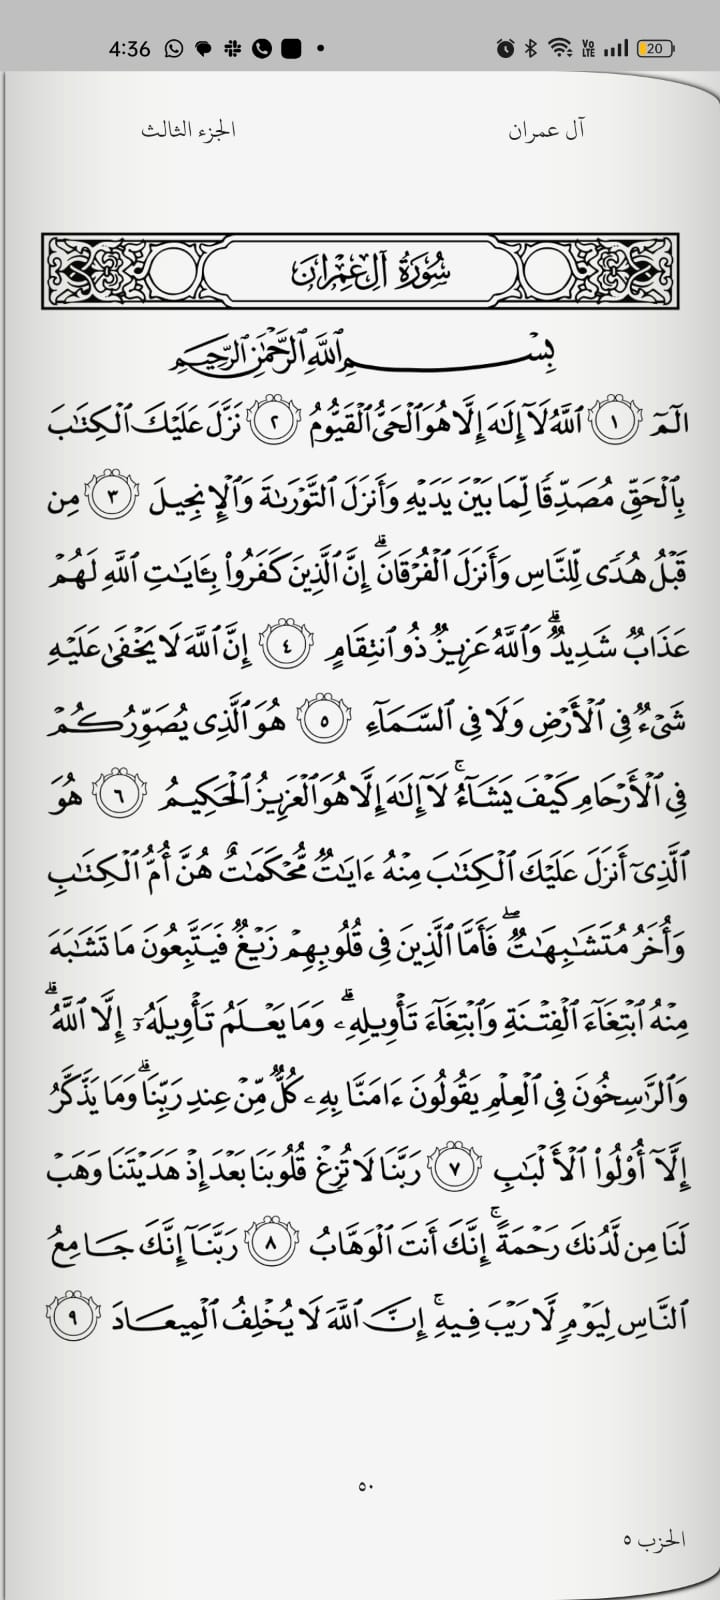 4:36
VoLTE 20
آل عمران
الجزء الثالث
سُورَةُ آلِ عِمْرَان
بِسْمِ ٱللَّهِ ٱلرَّحْمَٰنِ ٱلرَّحِيمِ
الٓمٓ ١ ٱللَّهُ لَآ إِلَٰهَ إِلَّا هُوَ ٱلْحَىُّ ٱلْقَيُّومُ ٢ نَزَّلَ عَلَيْكَ ٱلْكِتَٰبَ
بِٱلْحَقِّ مُصَدِّقًا لِّمَا بَيْنَ يَدَيْهِ وَأَنزَلَ ٱلتَّوْرَىٰةَ وَٱلْإِنجِيلَ ٣ مِن
قَبْلُ هُدًى لِّلنَّاسِ وَأَنزَلَ ٱلْفُرْقَانَ ۗ إِنَّ ٱلَّذِينَ كَفَرُوا۟ بِـَٔايَٰتِ ٱللَّهِ لَهُمْ
عَذَابٌ شَدِيدٌ ۗ وَٱللَّهُ عَزِيزٌ ذُو ٱنتِقَامٍ ٤ إِنَّ ٱللَّهَ لَا يَخْفَىٰ عَلَيْهِ
شَىْءٌ فِى ٱلْأَرْضِ وَلَا فِى ٱلسَّمَآءِ ٥ هُوَ ٱلَّذِى يُصَوِّرُكُمْ
فِى ٱلْأَرْحَامِ كَيْفَ يَشَآءُ ۚ لَآ إِلَٰهَ إِلَّا هُوَ ٱلْعَزِيزُ ٱلْحَكِيمُ ٦ هُوَ
ٱلَّذِىٓ أَنزَلَ عَلَيْكَ ٱلْكِتَٰبَ مِنْهُ ءَايَٰتٌ مُّحْكَمَٰتٌ هُنَّ أُمُّ ٱلْكِتَٰبِ
وَأُخَرُ مُتَشَٰبِهَٰتٌ ۖ فَأَمَّا ٱلَّذِينَ فِى قُلُوبِهِمْ زَيْغٌ فَيَتَّبِعُونَ مَا تَشَٰبَهَ
مِنْهُ ٱبْتِغَآءَ ٱلْفِتْنَةِ وَٱبْتِغَآءَ تَأْوِيلِهِۦ ۗ وَمَا يَعْلَمُ تَأْوِيلَهُۥٓ إِلَّا ٱللَّهُ ۗ
وَٱلرَّٰسِخُونَ فِى ٱلْعِلْمِ يَقُولُونَ ءَامَنَّا بِهِۦ كُلٌّ مِّنْ عِندِ رَبِّنَا ۗ وَمَا يَذَّكَّرُ
إِلَّآ أُو۟لُوا۟ ٱلْأَلْبَٰبِ ٧ رَبَّنَا لَا تُزِغْ قُلُوبَنَا بَعْدَ إِذْ هَدَيْتَنَا وَهَبْ
لَنَا مِن لَّدُنكَ رَحْمَةً ۚ إِنَّكَ أَنتَ ٱلْوَهَّابُ ٨ رَبَّنَآ إِنَّكَ جَامِعُ
ٱلنَّاسِ لِيَوْمٍ لَّا رَيْبَ فِيهِ ۚ إِنَّ ٱللَّهَ لَا يُخْلِفُ ٱلْمِيعَادَ ٩
٥٠
الحزب ٥